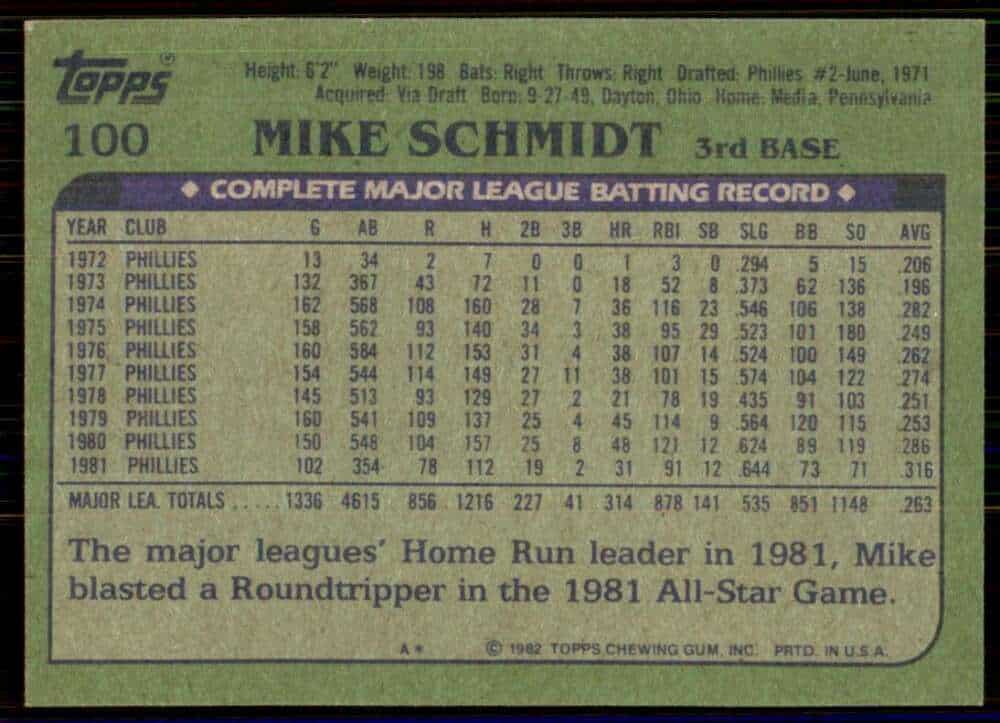 Topps
Height: 6'2" Weight: 198 Bats: Right Throws: Right Drafted: Phillies #2-June, 1971
Acquired: Via Draft Born: 9-27-49, Dayton, Ohio Home: Media, Pennsylvania
100 MIKE SCHMIDT 3rd BASE
◆ COMPLETE MAJOR LEAGUE BATTING RECORD ◆
YEAR CLUB G AB R H 2B 3B HR RBI SB SLG BB SO AVG
1972 PHILLIES 13 34 2 7 0 0 1 3 0 .294 5 15 .206
1973 PHILLIES 132 367 43 72 11 0 18 52 8 .373 62 136 .196
1974 PHILLIES 162 568 108 160 28 7 36 116 23 .546 106 138 .282
1975 PHILLIES 158 562 93 140 34 3 38 95 29 .523 101 180 .249
1976 PHILLIES 160 584 112 153 31 4 38 107 14 .524 100 149 .262
1977 PHILLIES 154 544 114 149 27 11 38 101 15 .574 104 122 .274
1978 PHILLIES 145 513 93 129 27 2 21 78 19 .435 91 103 .251
1979 PHILLIES 160 541 109 137 25 4 45 114 9 .564 120 115 .253
1980 PHILLIES 150 548 104 157 25 8 48 121 12 .624 89 119 .286
1981 PHILLIES 102 354 78 112 19 2 31 91 12 .644 73 71 .316
MAJOR LEA. TOTALS ..... 1336 4615 856 1216 227 41 314 878 141 .535 851 1148 .263
The major leagues' Home Run leader in 1981, Mike
blasted a Roundtripper in the 1981 All-Star Game.
A* © 1982 TOPPS CHEWING GUM, INC. PRTD. IN U.S.A.